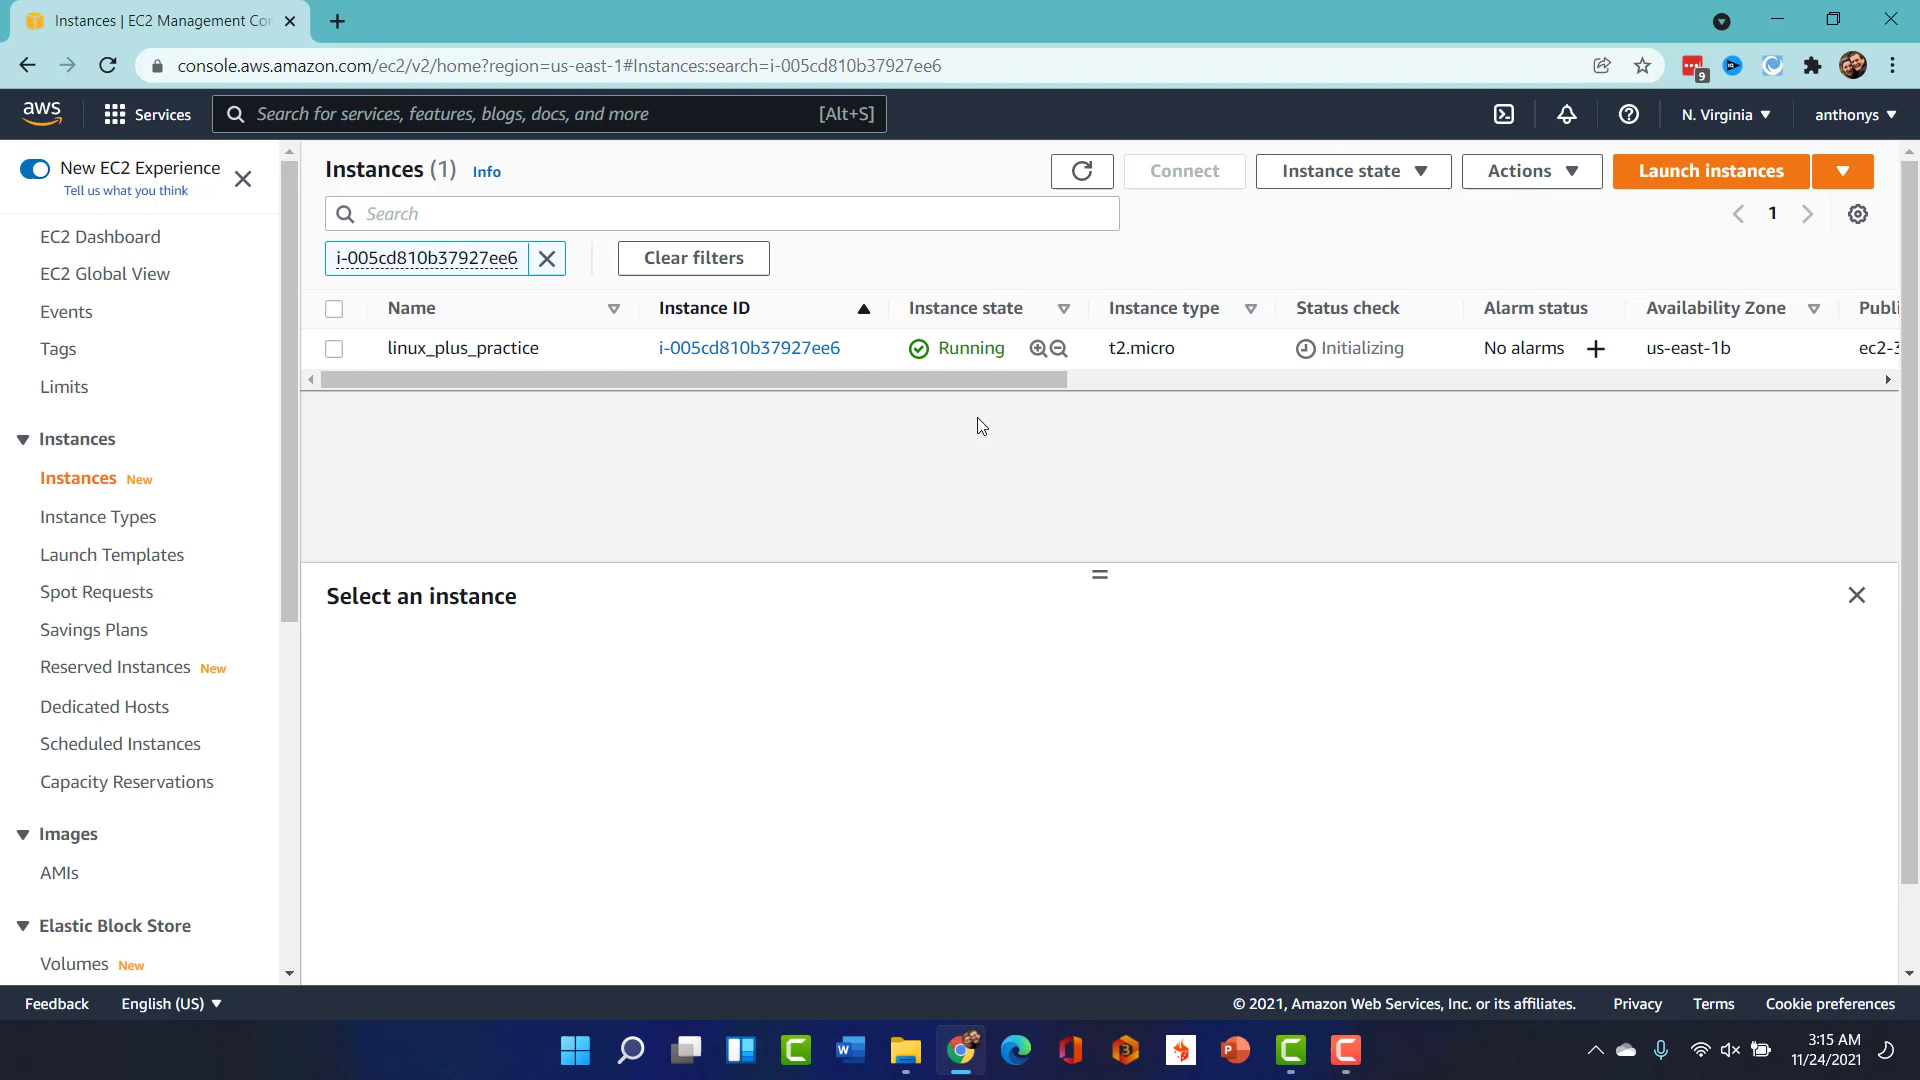 Instances | EC2 Management Con
console.aws.amazon.com/ec2/v2/home?region=us-east-1#Instances:search=i-005cd810b37927ee6
9
aws
Services
Search for services, features, blogs, docs, and more
[Alt+S]
N. Virginia
anthonys
New EC2 Experience
Tell us what you think
EC2 Dashboard
EC2 Global View
Events
Tags
Limits
Instances
Instances New
Instance Types
Launch Templates
Spot Requests
Savings Plans
Reserved Instances New
Dedicated Hosts
Scheduled Instances
Capacity Reservations
Images
AMIs
Elastic Block Store
Volumes New
Instances (1) Info
Connect
Instance state
Actions
Launch instances
Search
1
i-005cd810b37927ee6
Clear filters
Name Instance ID Instance state Instance type Status check Alarm status Availability Zone Publi
linux_plus_practice i-005cd810b37927ee6 Running t2.micro Initializing No alarms us-east-1b ec2-3
Select an instance
Feedback
English (US)
© 2021, Amazon Web Services, Inc. or its affiliates.
Privacy
Terms
Cookie preferences
3:15 AM
11/24/2021